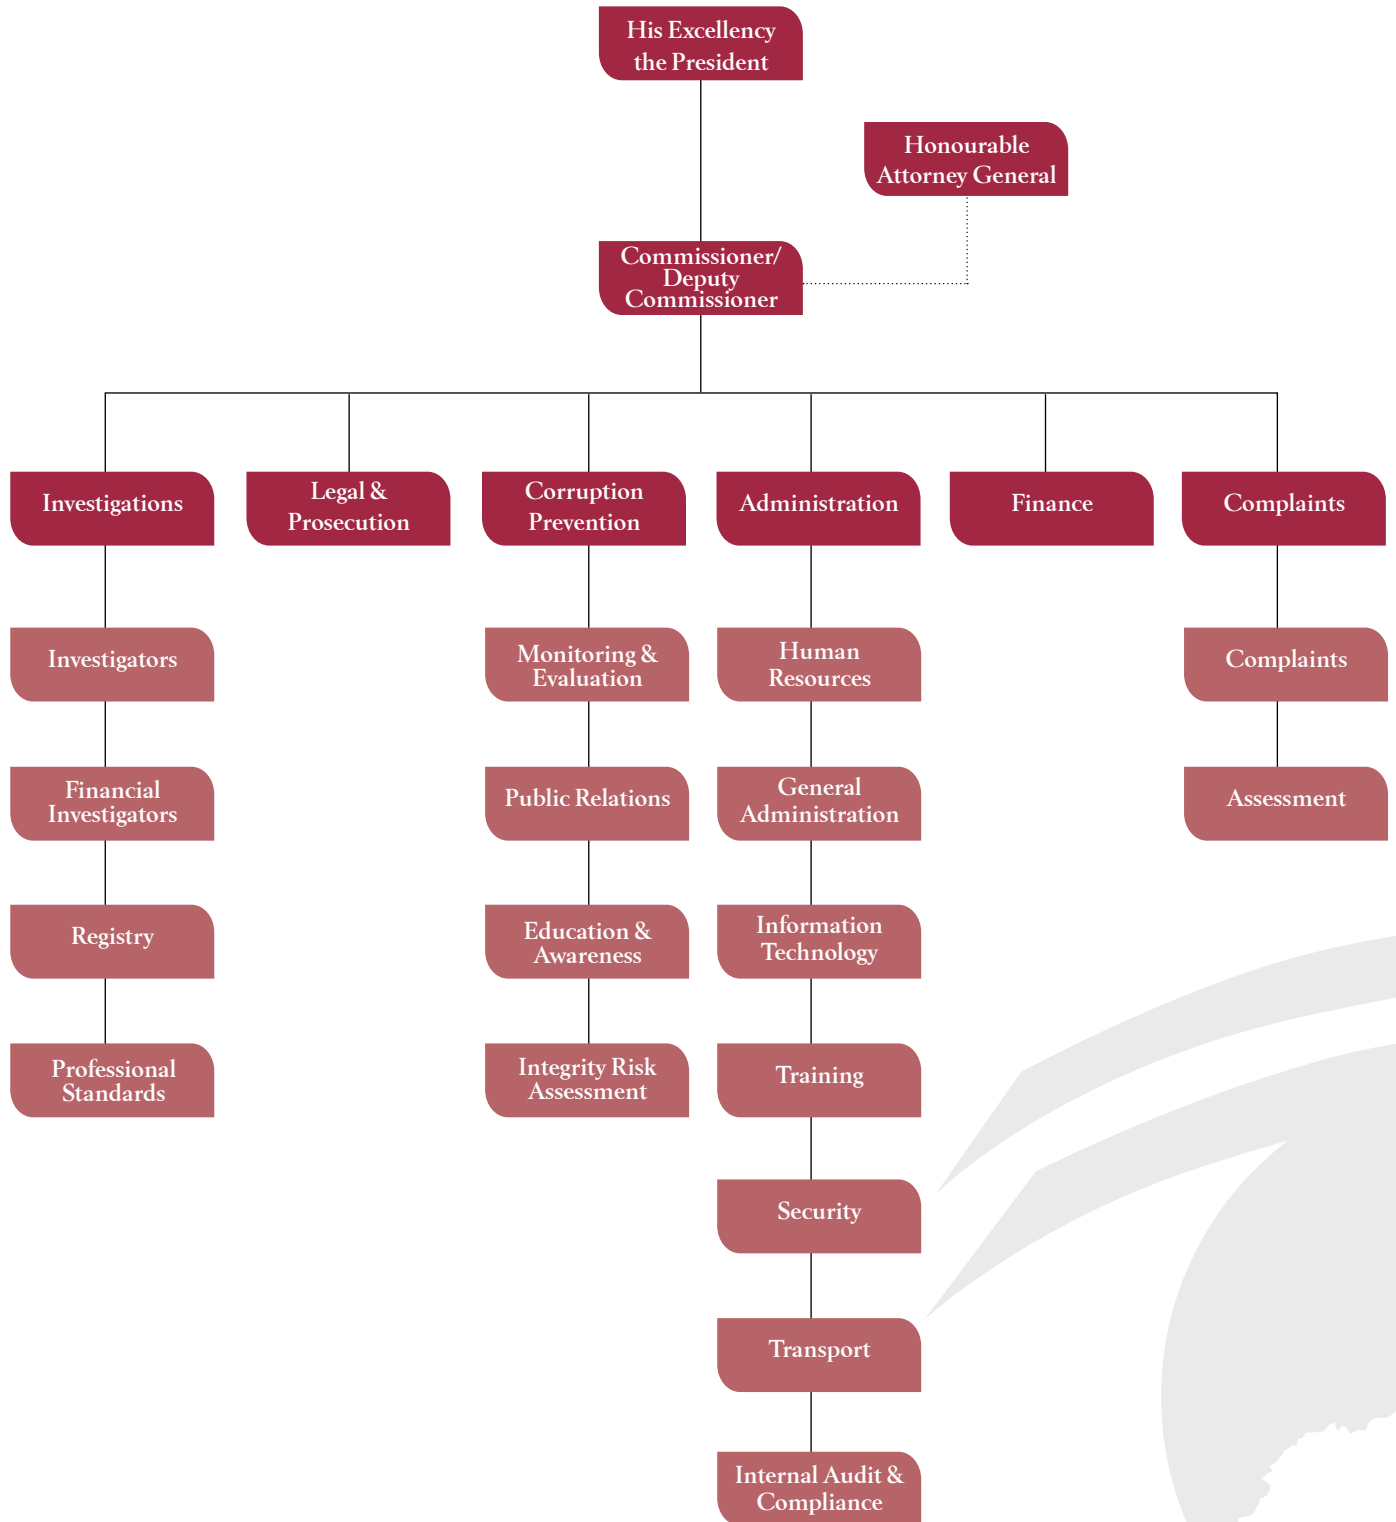 His Excellency
the President
Honourable
Attorney General
Commissioner/
Deputy
Commissioner
Investigations
Legal &
Prosecution
Corruption
Prevention
Administration
Finance
Complaints
Investigators
Monitoring &
Evaluation
Human
Resources
Complaints
Financial
Investigators
Public Relations
General
Administration
Assessment
Registry
Education &
Awareness
Information
Technology
Professional
Standards
Integrity Risk
Assessment
Training
Security
Transport
Internal Audit &
Compliance